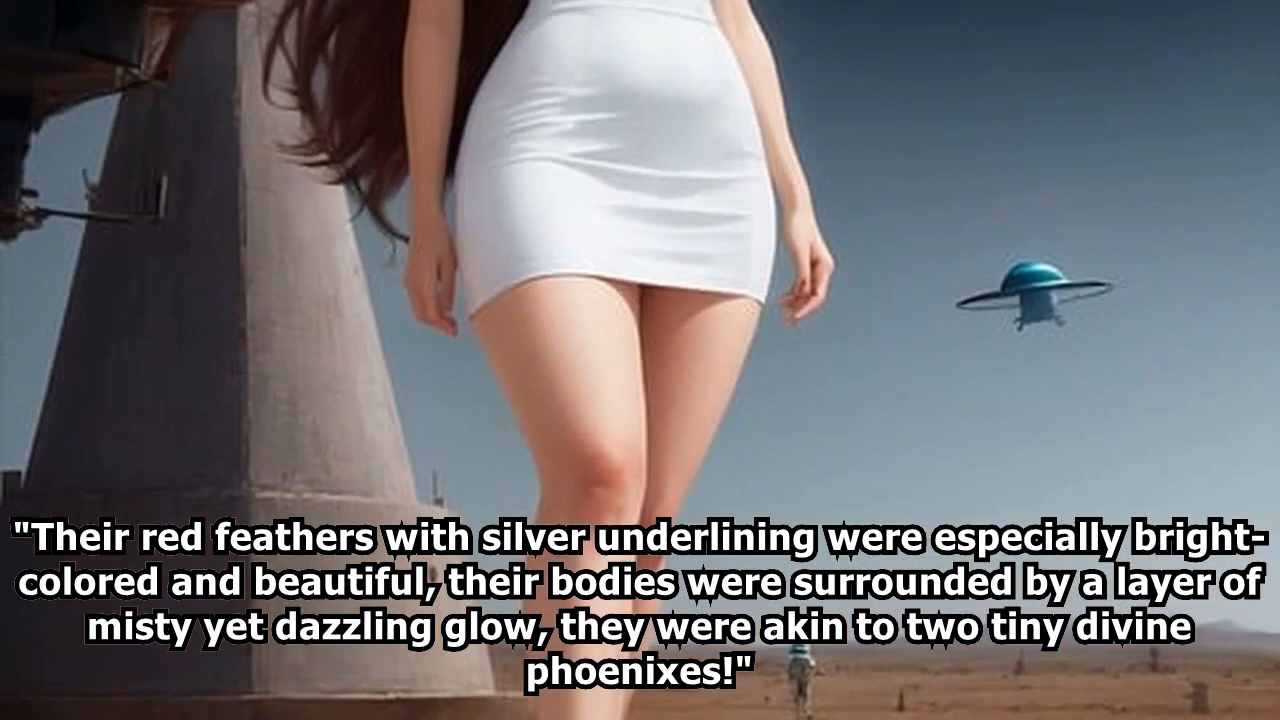 "Their red feathers with silver underlining were especially bright-
colored and beautiful, their bodies were surrounded by a layer of
misty yet dazzling glow, they were akin to two tiny divine
phoenixes!"